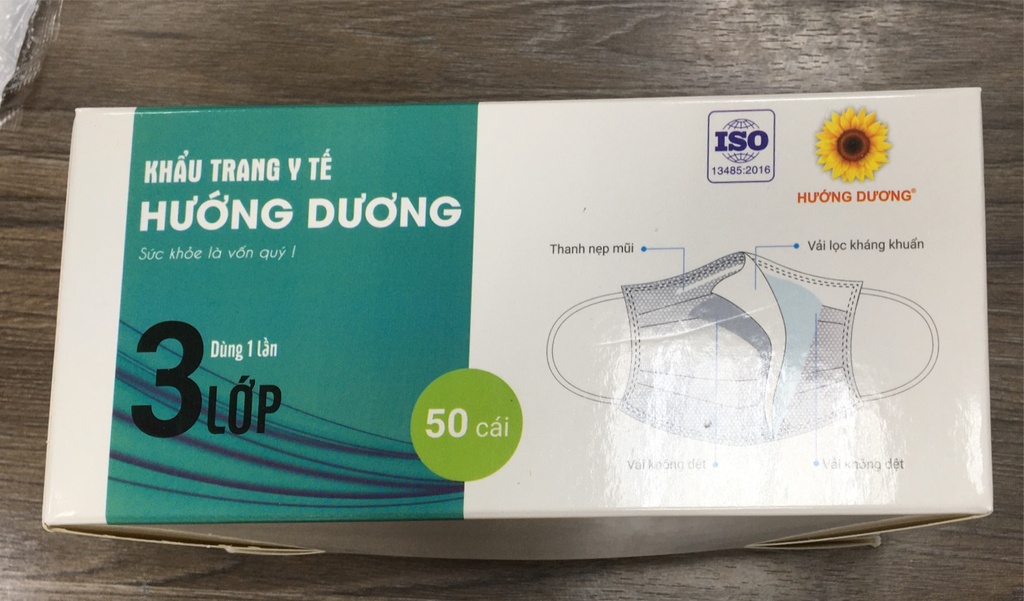 KHẨU TRANG Y TẾ
HƯỚNG DƯƠNG
Sức khỏe là vốn quý !
3 LỚP
Dùng 1 lần
50 cái
ISO
13485:2016
HƯỚNG DƯƠNG®
Thanh nẹp mũi
Vải lọc kháng khuẩn
Vải không dệt
Vải không dệt